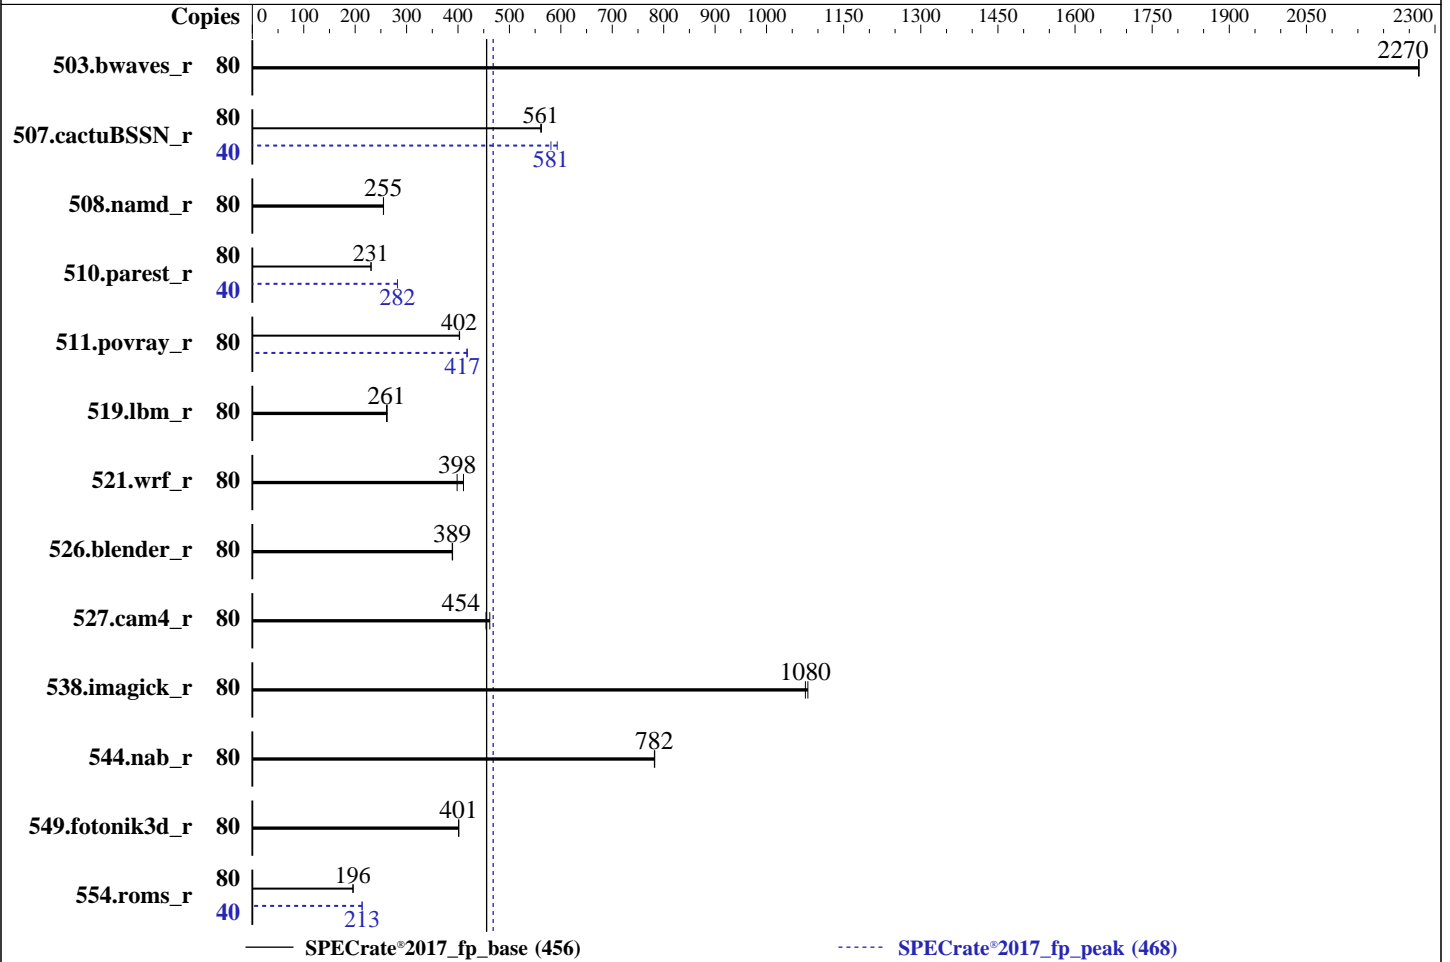 Copies 0 100 200 300 400 500 600 700 800 900 1000 1150 1300 1450 1600 1750 1900 2050 2300
503.bwaves_r 80 2270
507.cactuBSSN_r 80 561
40 581
508.namd_r 80 255
510.parest_r 80 231
40 282
511.povray_r 80 402
417
519.lbm_r 80 261
521.wrf_r 80 398
526.blender_r 80 389
527.cam4_r 80 454
538.imagick_r 80 1080
544.nab_r 80 782
549.fotonik3d_r 80 401
554.roms_r 80 196
40 213
SPECrate®2017_fp_base (456) SPECrate®2017_fp_peak (468)